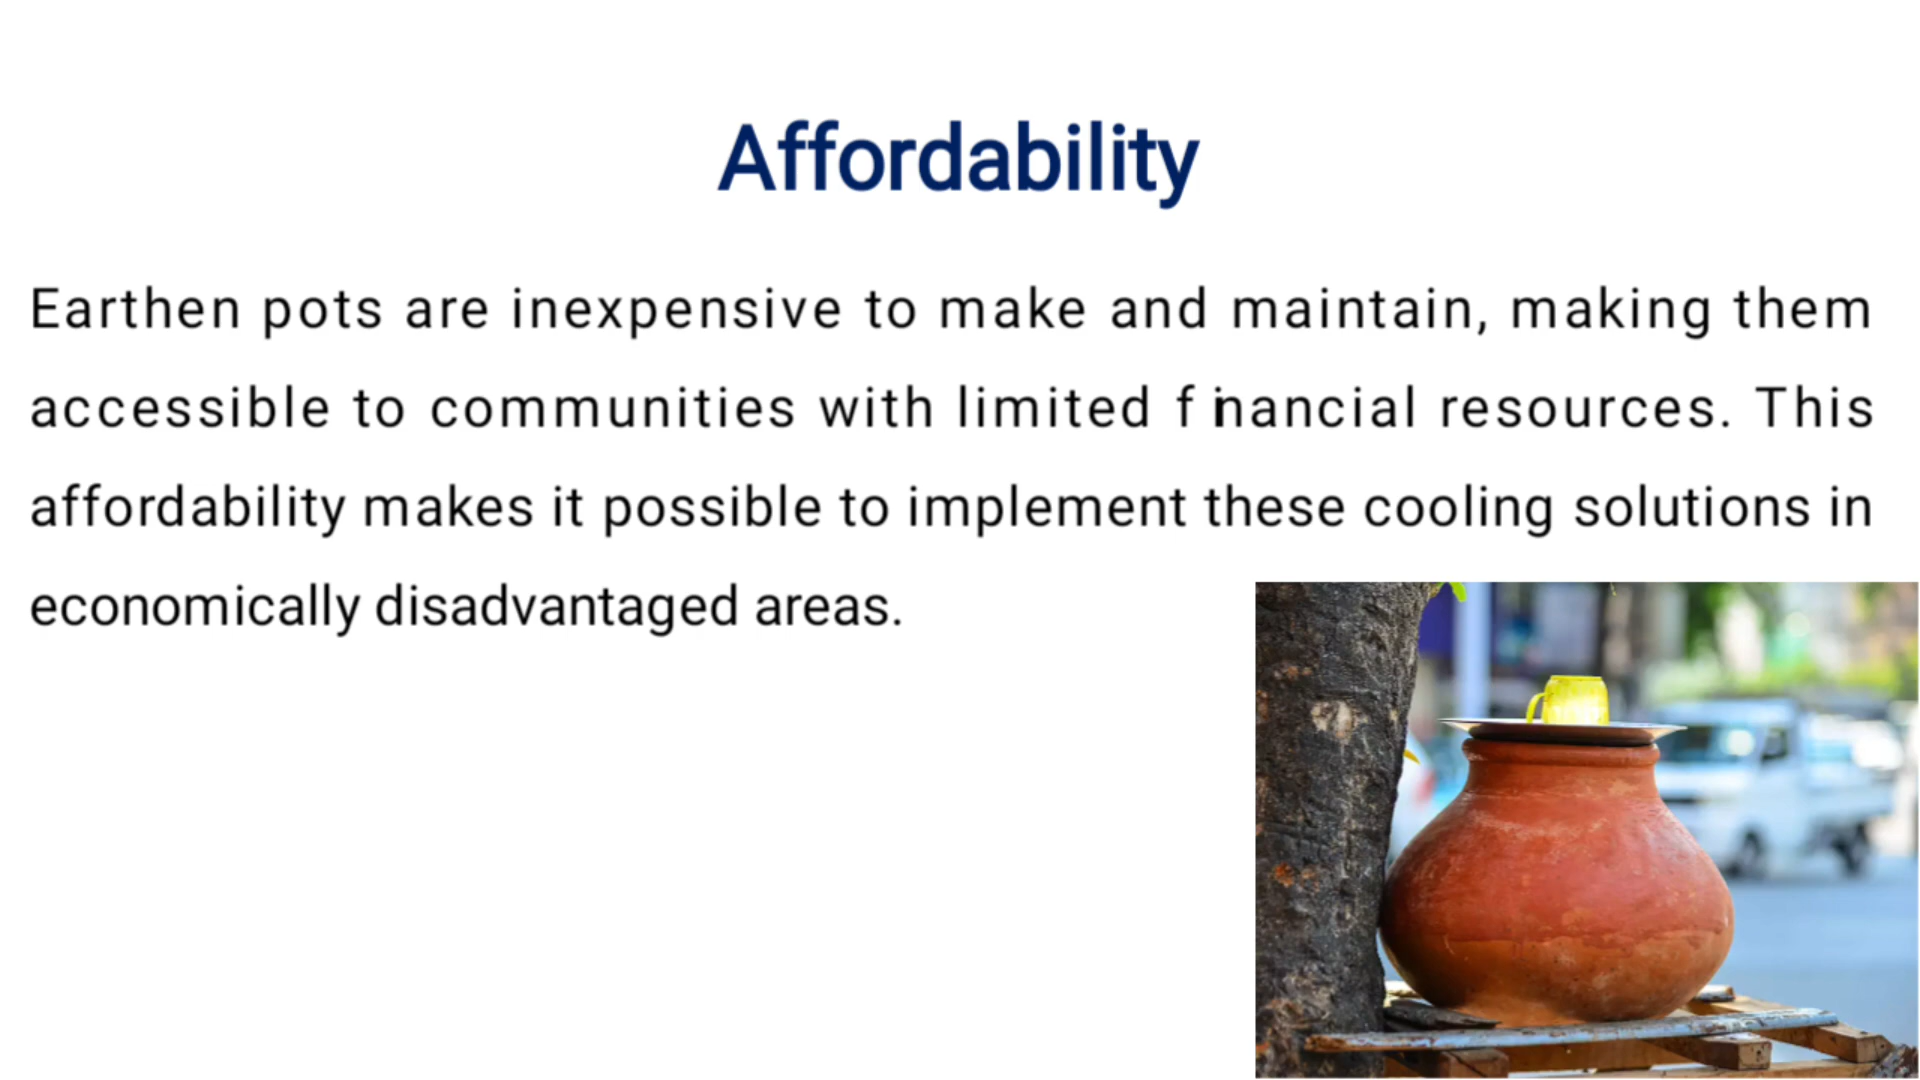 Affordability
Earthen pots are inexpensive to make and maintain, making them
accessible to communities with limited financial resources. This
affordability makes it possible to implement these cooling solutions in
economically disadvantaged areas.